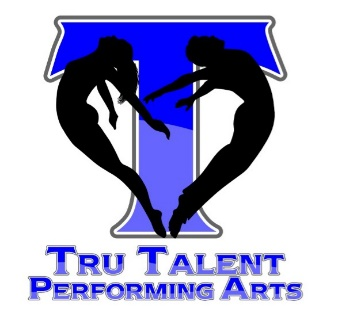 T
TRU TALENT
PERFORMING ARTS